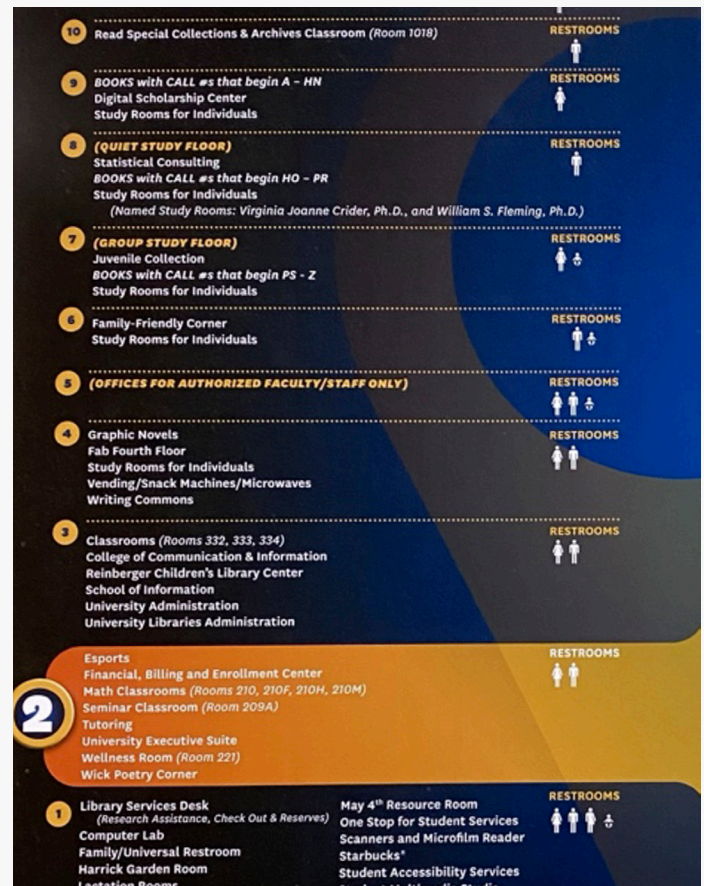 10 Read Special Collections & Archives Classroom (Room 1018) RESTROOMS
9 BOOKS with CALL #s that begin A – HN RESTROOMS
Digital Scholarship Center
Study Rooms for Individuals
8 (QUIET STUDY FLOOR) RESTROOMS
Statistical Consulting
BOOKS with CALL #s that begin HO – PR
Study Rooms for Individuals
(Named Study Rooms: Virginia Joanne Crider, Ph.D., and William S. Fleming, Ph.D.)
7 (GROUP STUDY FLOOR) RESTROOMS
Juvenile Collection
BOOKS with CALL #s that begin PS - Z
Study Rooms for Individuals
6 Family-Friendly Corner RESTROOMS
Study Rooms for Individuals
5 (OFFICES FOR AUTHORIZED FACULTY/STAFF ONLY) RESTROOMS
4 Graphic Novels RESTROOMS
Fab Fourth Floor
Study Rooms for Individuals
Vending/Snack Machines/Microwaves
Writing Commons
3 Classrooms (Rooms 332, 333, 334) RESTROOMS
College of Communication & Information
Reinberger Children's Library Center
School of Information
University Administration
University Libraries Administration
2 Esports RESTROOMS
Financial, Billing and Enrollment Center
Math Classrooms (Rooms 210, 210F, 210H, 210M)
Seminar Classroom (Room 209A)
Tutoring
University Executive Suite
Wellness Room (Room 221)
Wick Poetry Corner
1 Library Services Desk
(Research Assistance, Check Out & Reserves)
Computer Lab
Family/Universal Restroom
Harrick Garden Room
Lactation Rooms
May 4th Resource Room RESTROOMS
One Stop for Student Services
Scanners and Microfilm Reader
Starbucks*
Student Accessibility Services